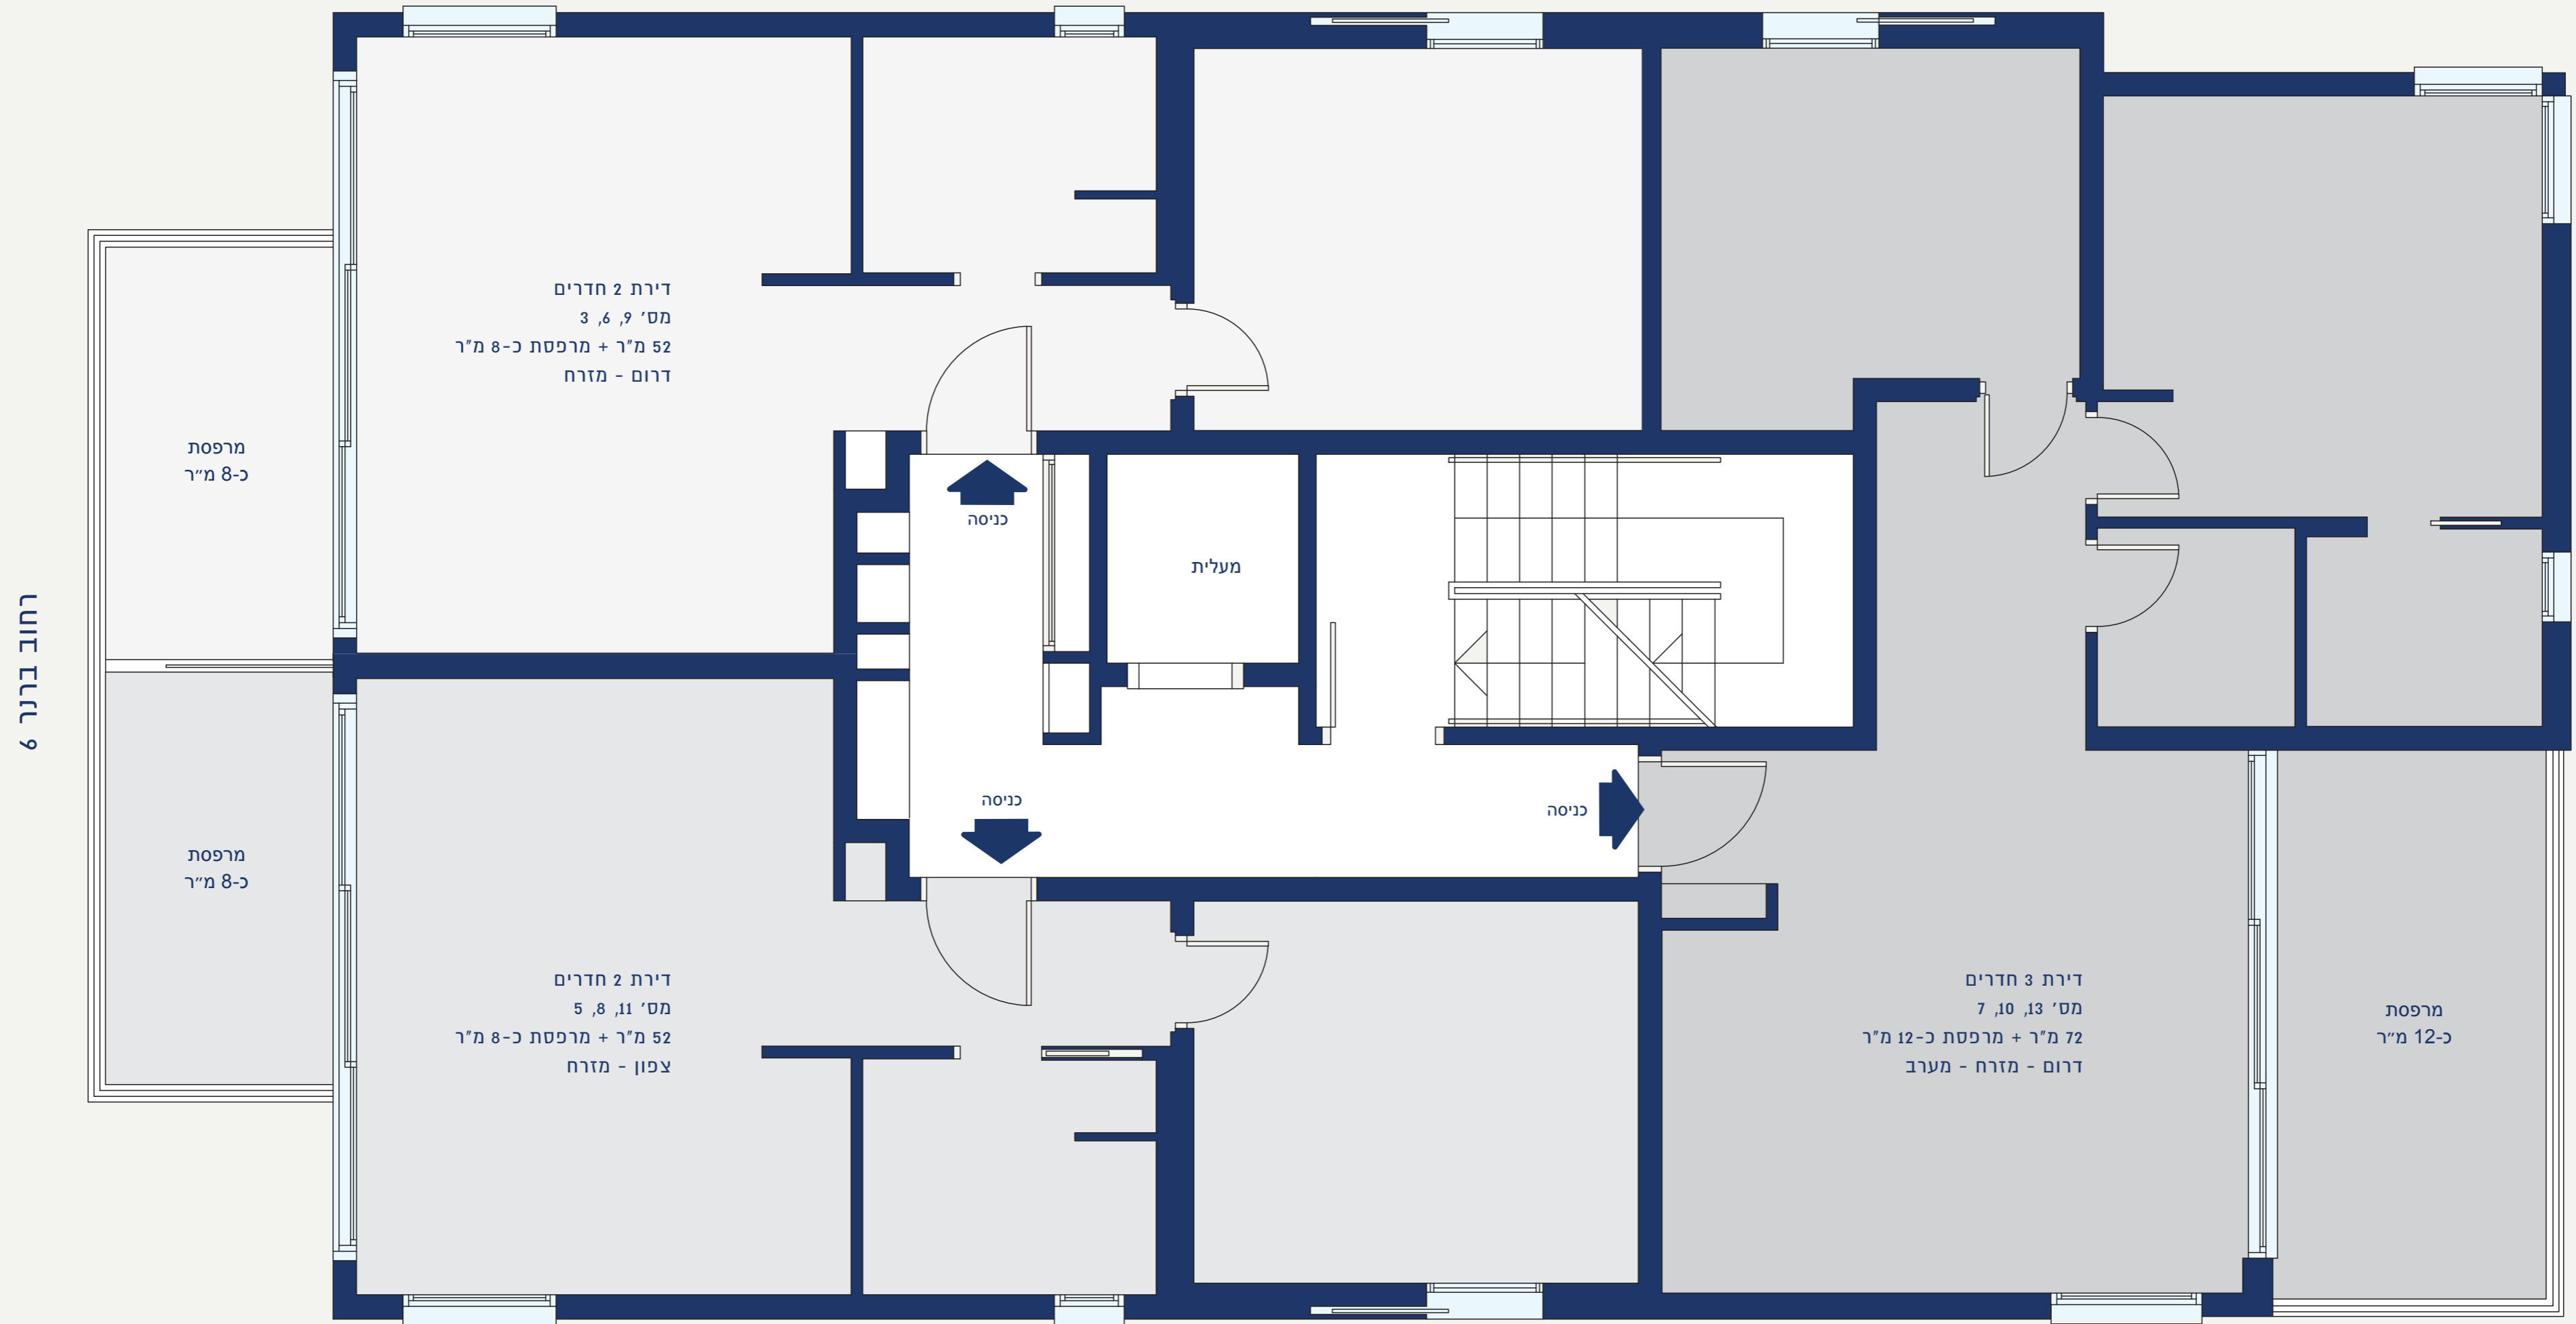 דירת 2 חדרים
מס' 9, 6, 3
52 מ"ר + מרפסת כ-8 מ"ר
דרום - מזרח
מרפסת
כ-8 מ״ר
כניסה
מעלית
רחוב ברנר 6
כניסה
כניסה
מרפסת
כ-8 מ״ר
דירת 2 חדרים
מס' 11, 8, 5
52 מ"ר + מרפסת כ-8 מ"ר
צפון - מזרח
דירת 3 חדרים
מס' 13, 10, 7
72 מ"ר + מרפסת כ-12 מ"ר
דרום - מזרח - מערב
מרפסת
כ-12 מ״ר